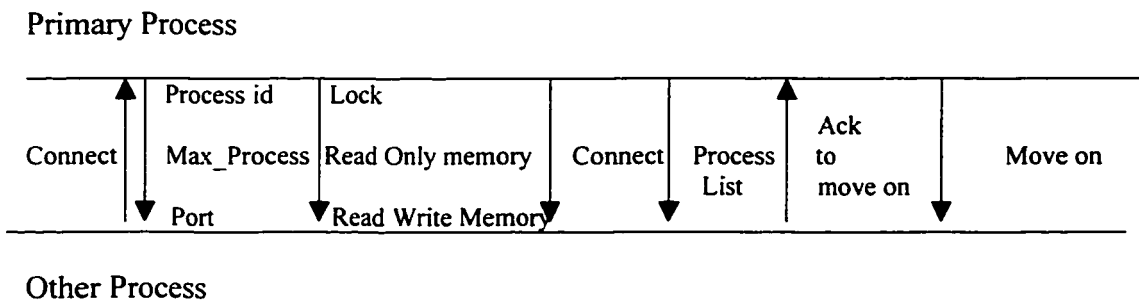 Primary Process
Process id Lock
Ack
Connect Max_Process Read Only memory Connect Process to Move on
List move on
Port Read Write Memory
Other Process